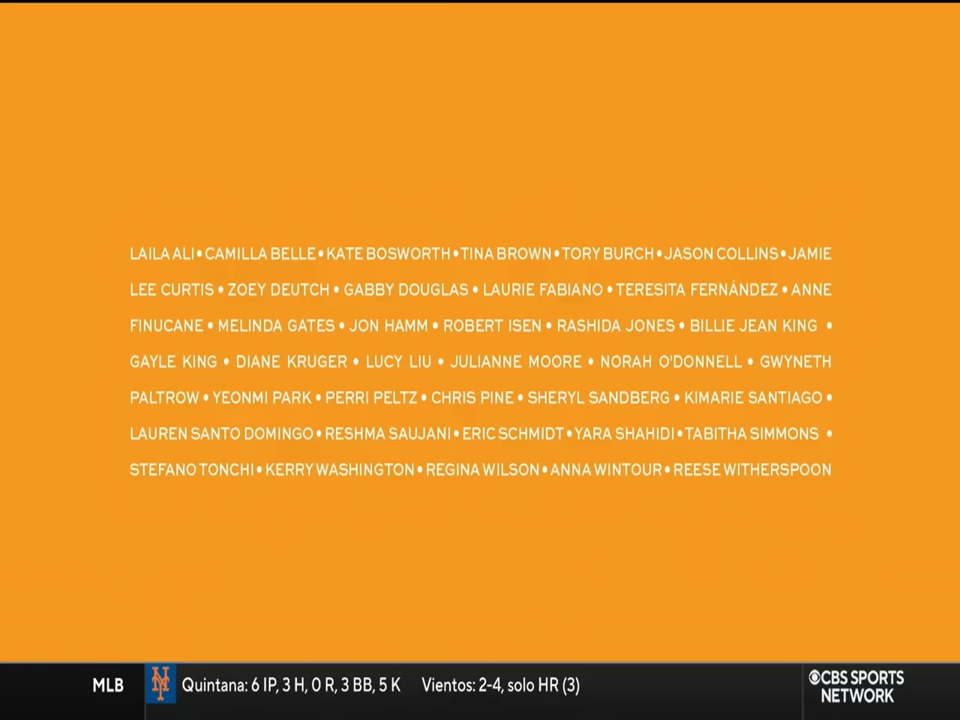 LAILA ALI • CAMILLA BELLE • KATE BOSWORTH • TINA BROWN • TORY BURCH • JASON COLLINS • JAMIE
LEE CURTIS • ZOEY DEUTCH • GABBY DOUGLAS • LAURIE FABIANO • TERESITA FERNÁNDEZ • ANNE
FINUCANE • MELINDA GATES • JON HAMM • ROBERT ISEN • RASHIDA JONES • BILLIE JEAN KING •
GAYLE KING • DIANE KRUGER • LUCY LIU • JULIANNE MOORE • NORAH O'DONNELL • GWYNETH
PALTROW • YEONMI PARK • PERRI PELTZ • CHRIS PINE • SHERYL SANDBERG • KIMARIE SANTIAGO •
LAUREN SANTO DOMINGO • RESHMA SAUJANI • ERIC SCHMIDT • YARA SHAHIDI • TABITHA SIMMONS •
STEFANO TONCHI • KERRY WASHINGTON • REGINA WILSON • ANNA WINTOUR • REESE WITHERSPOON
MLB NY Quintana: 6 IP, 3 H, 0 R, 3 BB, 5 K Vientos: 2-4, solo HR (3)
CBS SPORTS
NETWORK